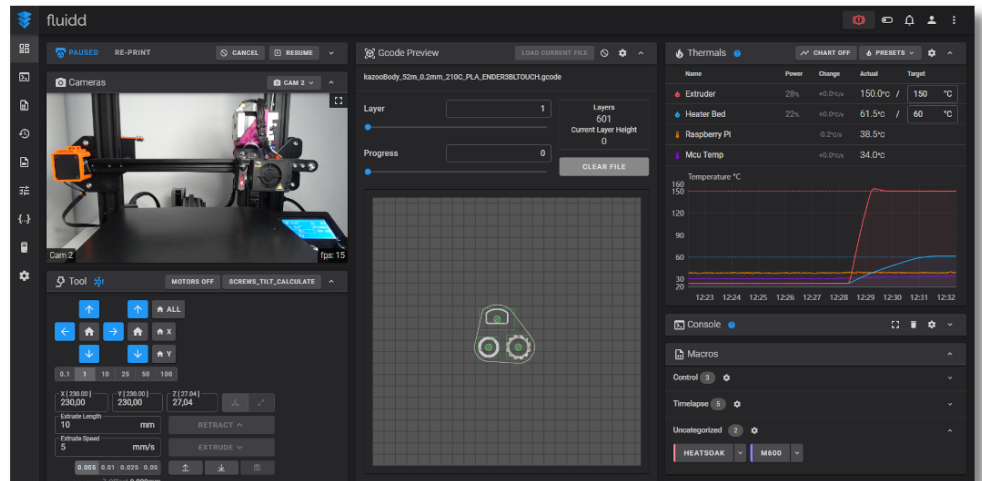 fluidd
PAUSED RE-PRINT CANCEL RESUME
Cameras CAM 2
Cam 2 fps: 15
Tool MOTORS OFF SCREWS_TILT_CALCULATE
ALL
X
Y
0.1 1 10 25 50 100
X [ 230.00 ] Y [ 230.00 ] Z [ 27.04 ]
230,00 230,00 27,04
Extrude Length
10 mm RETRACT
Extrude Speed
5 mm/s EXTRUDE
0.005 0.01 0.025 0.05
Z Offset 0.000mm
Gcode Preview LOAD CURRENT FILE
kazooBody_52m_0.2mm_210C_PLA_ENDER3BLTOUCH.gcode
Layer 1
Progress 0
Layers
601
Current Layer Height
0
CLEAR FILE
Thermals CHART OFF PRESETS
Name Power Change Actual Target
Extruder 28% +0.0°C/s 150.0°C / 150 °C
Heater Bed 22% +0.0°C/s 61.5°C / 60 °C
Raspberry Pi -0.2°C/s 38.5°C
Mcu Temp +0.0°C/s 34.0°C
Temperature °C
160
150
120
90
60
30
20
12:23 12:24 12:25 12:26 12:27 12:28 12:29 12:30 12:31 12:32
Console
Macros
Control 3
Timelapse 5
Uncategorized 2
HEATSOAK M600